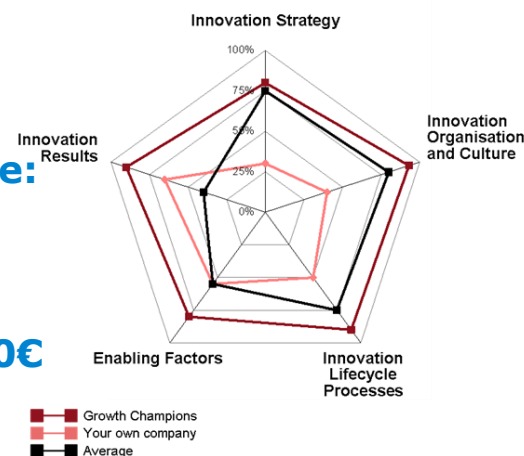 Innovation Strategy
100%
75%
50%
25%
0%
Innovation
Organisation
and Culture
Innovation
Results
e:
0€
Enabling Factors
Innovation
Lifecycle
Processes
Growth Champions
Your own company
Average